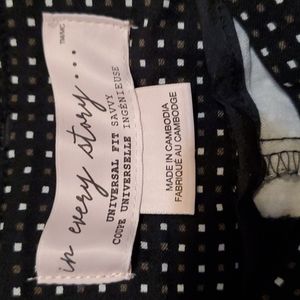 in every story...
TM/MC
UNIVERSAL FIT SAVVY
COUPE UNIVERSELLE INGÉNIEUSE
MADE IN CAMBODIA
FABRIQUÉ AU CAMBODGE